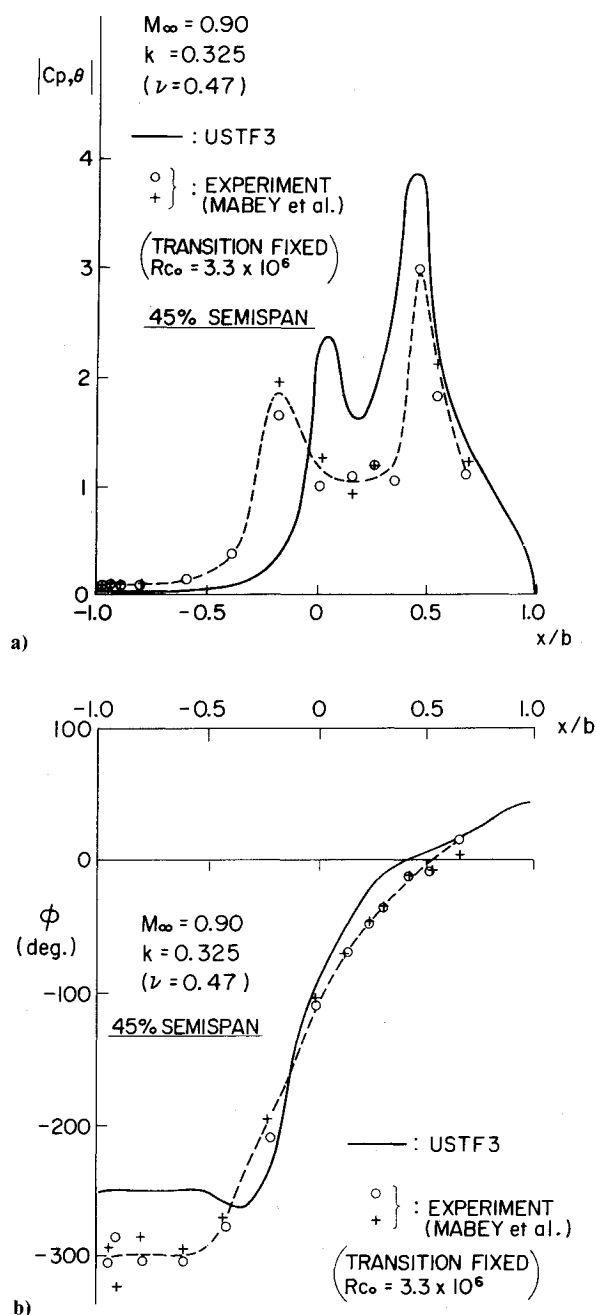 M∞ = 0.90
k = 0.325
(ν = 0.47)
|Cp,θ|
— : USTF3
○ + } : EXPERIMENT
(MABEY et al.)
(TRANSITION FIXED
Rc₀ = 3.3 x 10⁶)
45% SEMISPAN
4
3
2
1
0
-1.0 -0.5 0 0.5 1.0
x/b
a)
-1.0 -0.5 0 0.5 1.0
x/b
100
0
-100
-200
-300
φ
(deg.)
M∞ = 0.90
k = 0.325
(ν = 0.47)
45% SEMISPAN
— : USTF3
○ + } : EXPERIMENT
(MABEY et al.)
(TRANSITION FIXED
Rc₀ = 3.3 x 10⁶)
b)